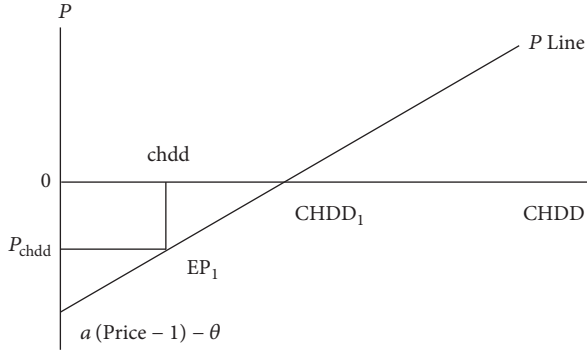 P
P Line
chdd
0
CHDD₁
CHDD
P_chdd
EP₁
a (Price – 1) – θ